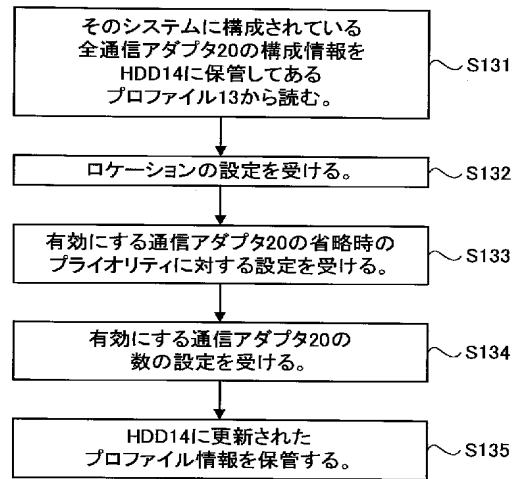 そのシステムに構成されている
全通信アダプタ20の構成情報を
HDD14に保管してある
プロファイル13から読む。
S131
ロケーションの設定を受ける。
S132
有効にする通信アダプタ20の省略時の
プライオリティに対する設定を受ける。
S133
有効にする通信アダプタ20の
数の設定を受ける。
S134
HDD14に更新された
プロファイル情報を保管する。
S135